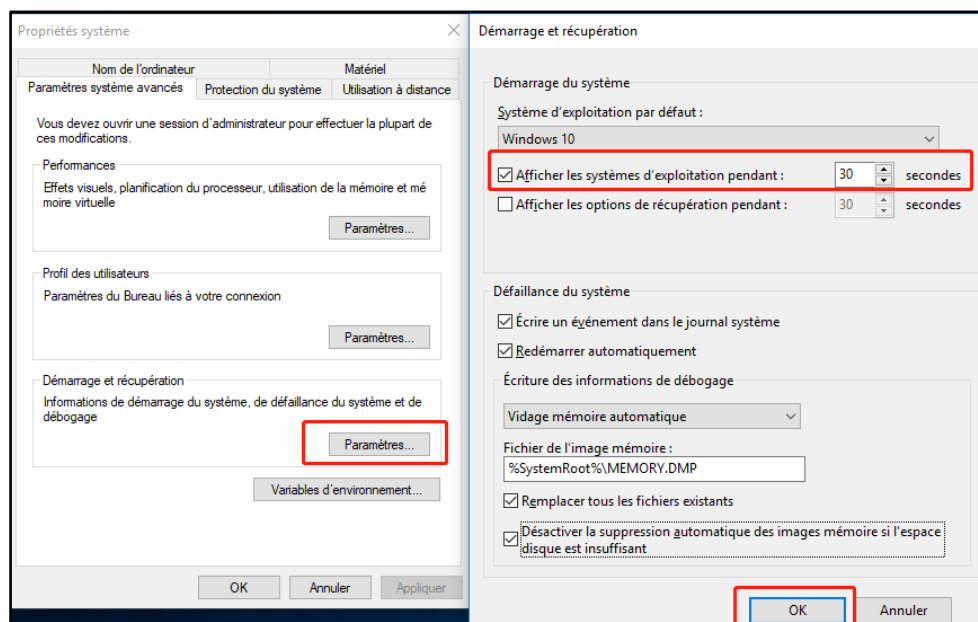 Propriétés système
Nom de l'ordinateur
Matériel
Paramètres système avancés
Protection du système
Utilisation à distance
Vous devez ouvrir une session d'administrateur pour effectuer la plupart de
ces modifications.
Performances
Effets visuels, planification du processeur, utilisation de la mémoire et mé
moire virtuelle
Paramètres...
Profil des utilisateurs
Paramètres du Bureau liés à votre connexion
Paramètres...
Démarrage et récupération
Informations de démarrage du système, de défaillance du système et de
débogage
Paramètres...
Variables d'environnement...
OK
Annuler
Appliquer
Démarrage et récupération
Démarrage du système
Système d'exploitation par défaut :
Windows 10
Afficher les systèmes d'exploitation pendant : 30 secondes
Afficher les options de récupération pendant : 30 secondes
Défaillance du système
Écrire un événement dans le journal système
Redémarrer automatiquement
Écriture des informations de débogage
Vidage mémoire automatique
Fichier de l'image mémoire :
%SystemRoot%\MEMORY.DMP
Remplacer tous les fichiers existants
Désactiver la suppression automatique des images mémoire si l'espace
disque est insuffisant
OK
Annuler